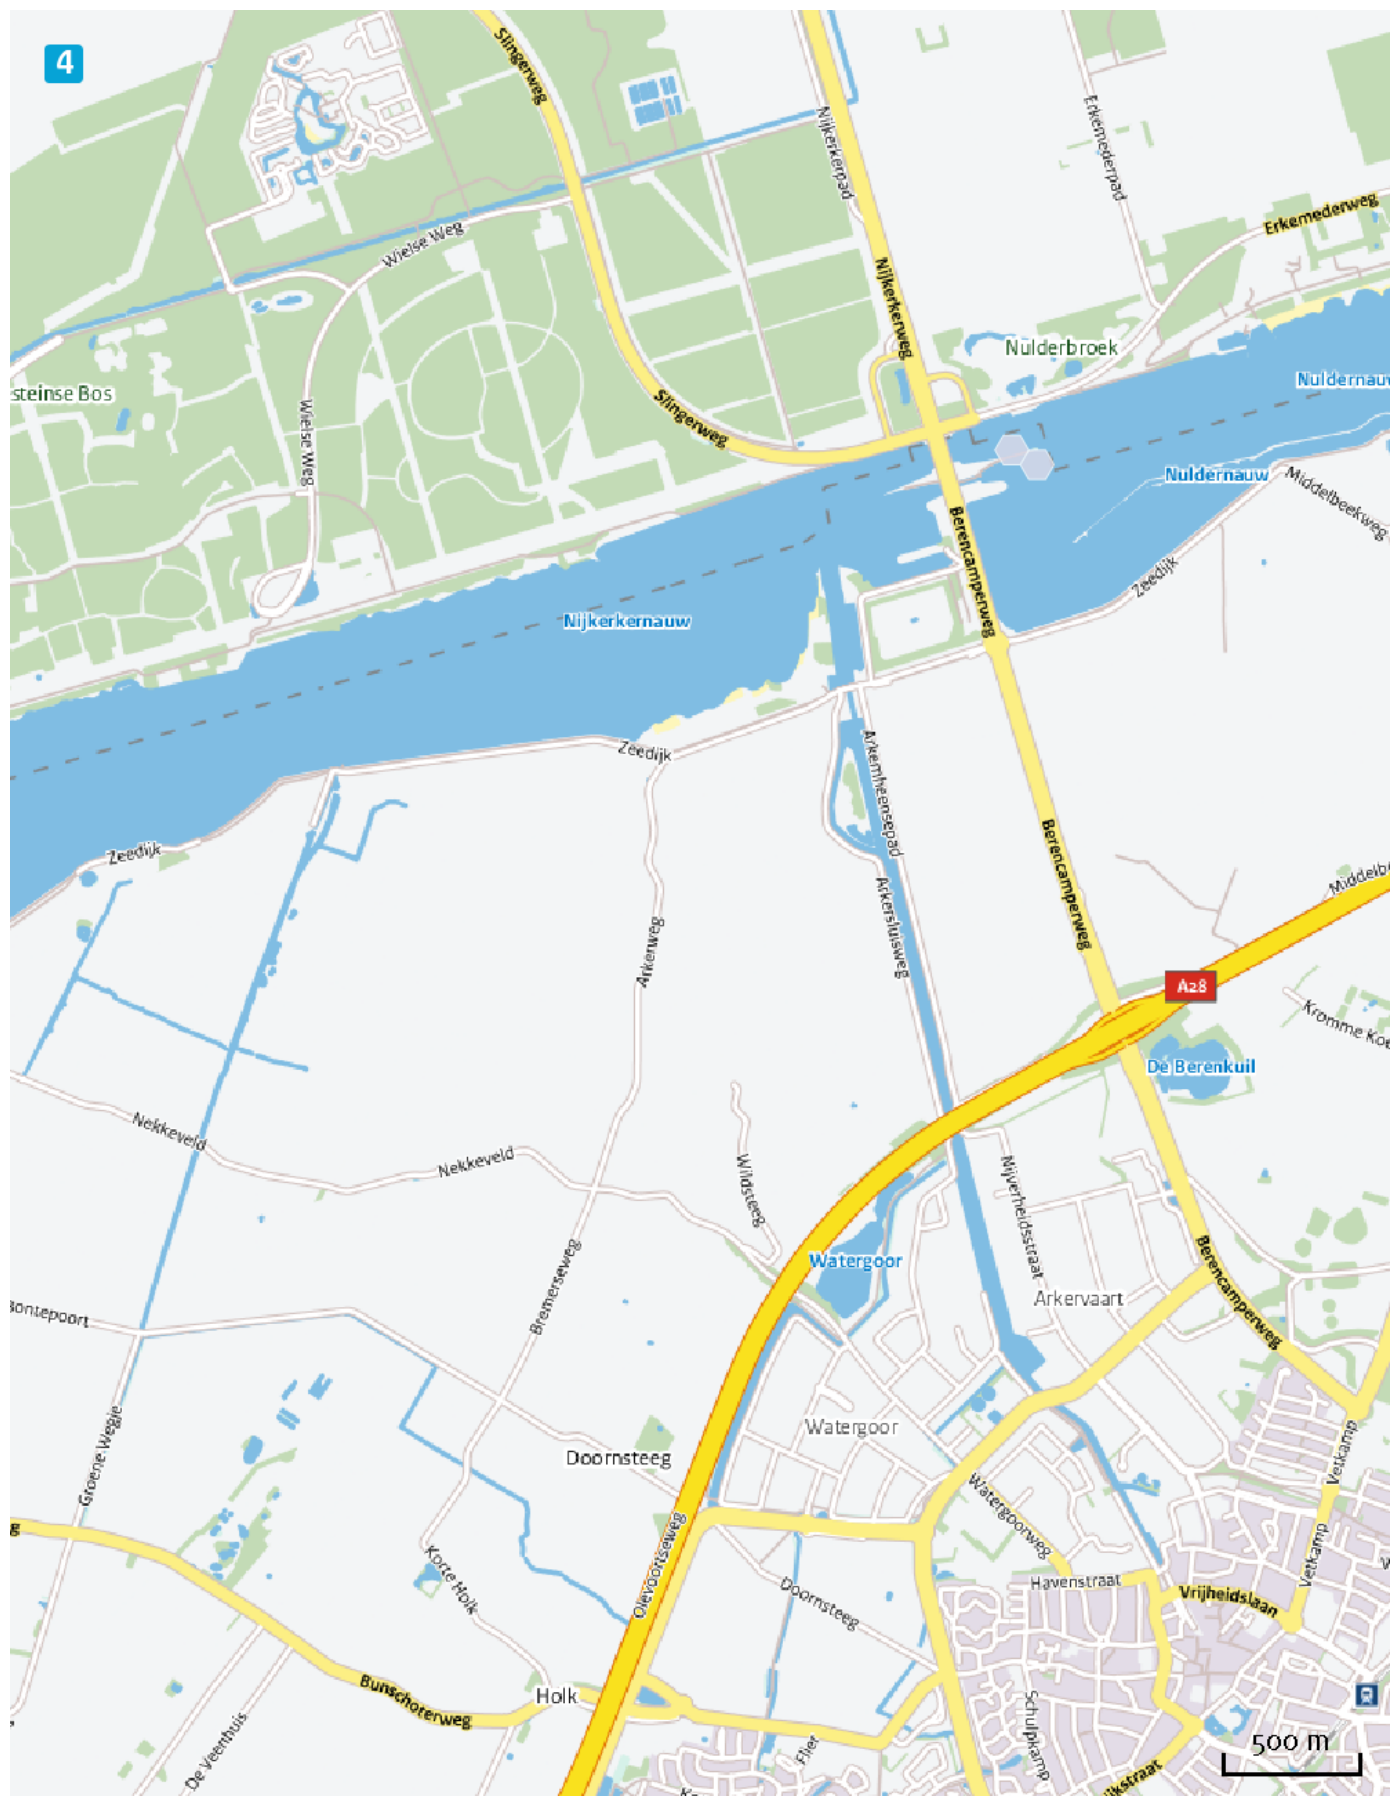 4
Slingerweg
Nijkerkerpad
Erkemederpad
Erkemederweg
Wielse Weg
Nijkerkerweg
Nulderbroek
Nuldernauw
steinse Bos
Slingerweg
Wielse Weg
Nuldernauw
Middelbeekweg
Berencamperweg
Zeedijk
Nijkerkernauw
Zeedijk
Arkemheensepad
Zeedijk
Berencamperweg
Middelb
Arkersluisweg
Arkerweg
A28
Kromme Koe
De Berenkuil
Nekkeveld
Nekkeveld
Wildsteeg
Nijverheidsstraat
Watergoor
Bremerseweg
Berencamperweg
Arkervaart
Bontepoort
Groene Wegje
Watergoor
Doornsteeg
Vetkamp
Watergoorweg
Olevoortseweg
Korte Holk
Havenstraat
Vetkamp
Doornsteeg
Vrijheidslaan
Bunschoterweg
Holk
Schulpkamp
De Veenhuis
Flier
500 m
jkstraat